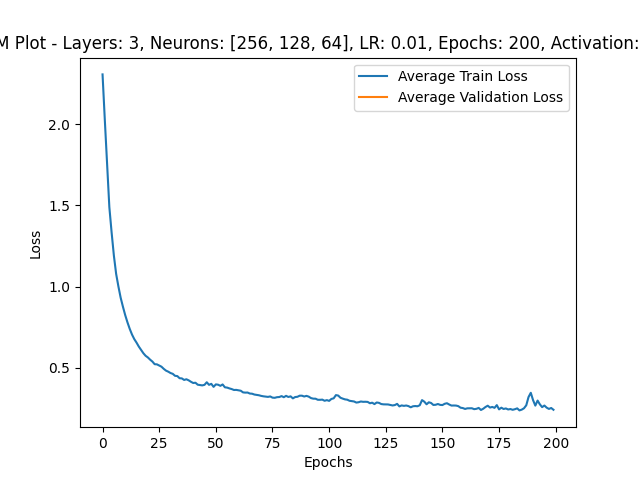 M Plot - Layers: 3, Neurons: [256, 128, 64], LR: 0.01, Epochs: 200, Activation:
Average Train Loss
Average Validation Loss
2.0
1.5
1.0
0.5
Loss
0 25 50 75 100 125 150 175 200
Epochs